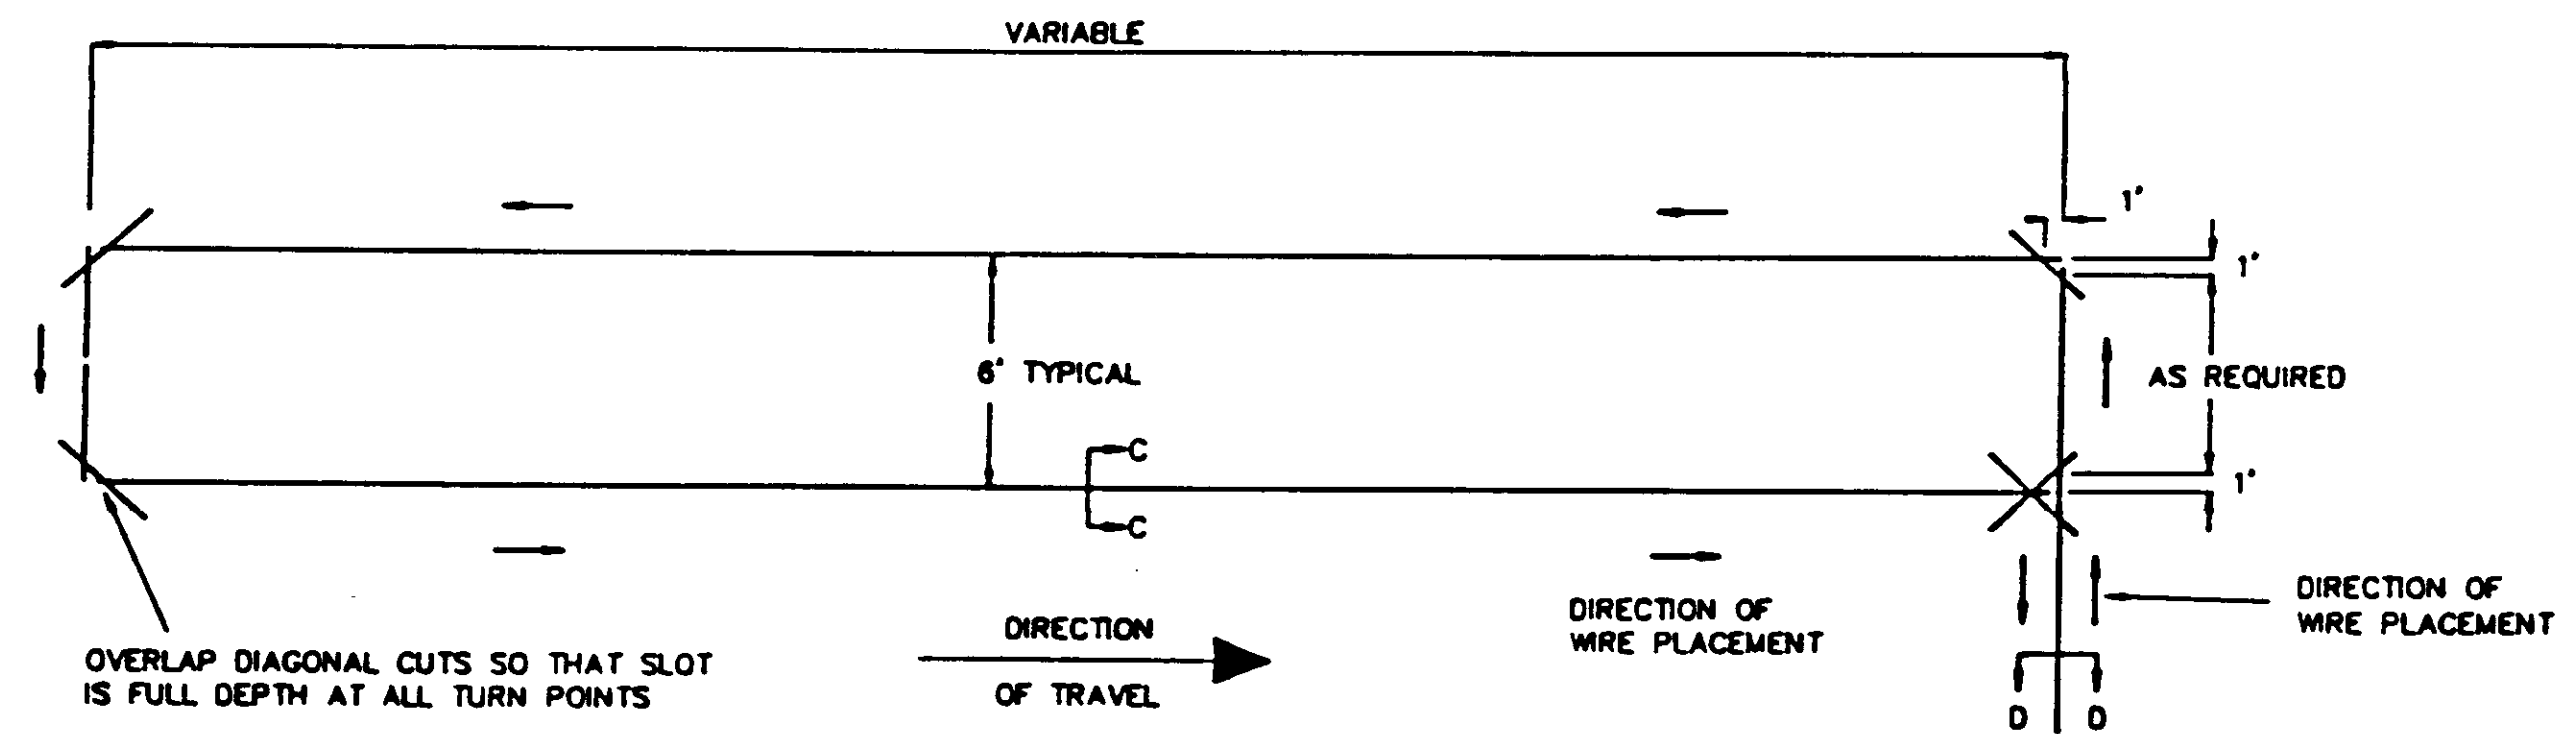 VARIABLE
1'
1'
6' TYPICAL
AS REQUIRED
C
C
1'
DIRECTION OF
WIRE PLACEMENT
DIRECTION OF
WIRE PLACEMENT
DIRECTION
OF TRAVEL
OVERLAP DIAGONAL CUTS SO THAT SLOT
IS FULL DEPTH AT ALL TURN POINTS
D D